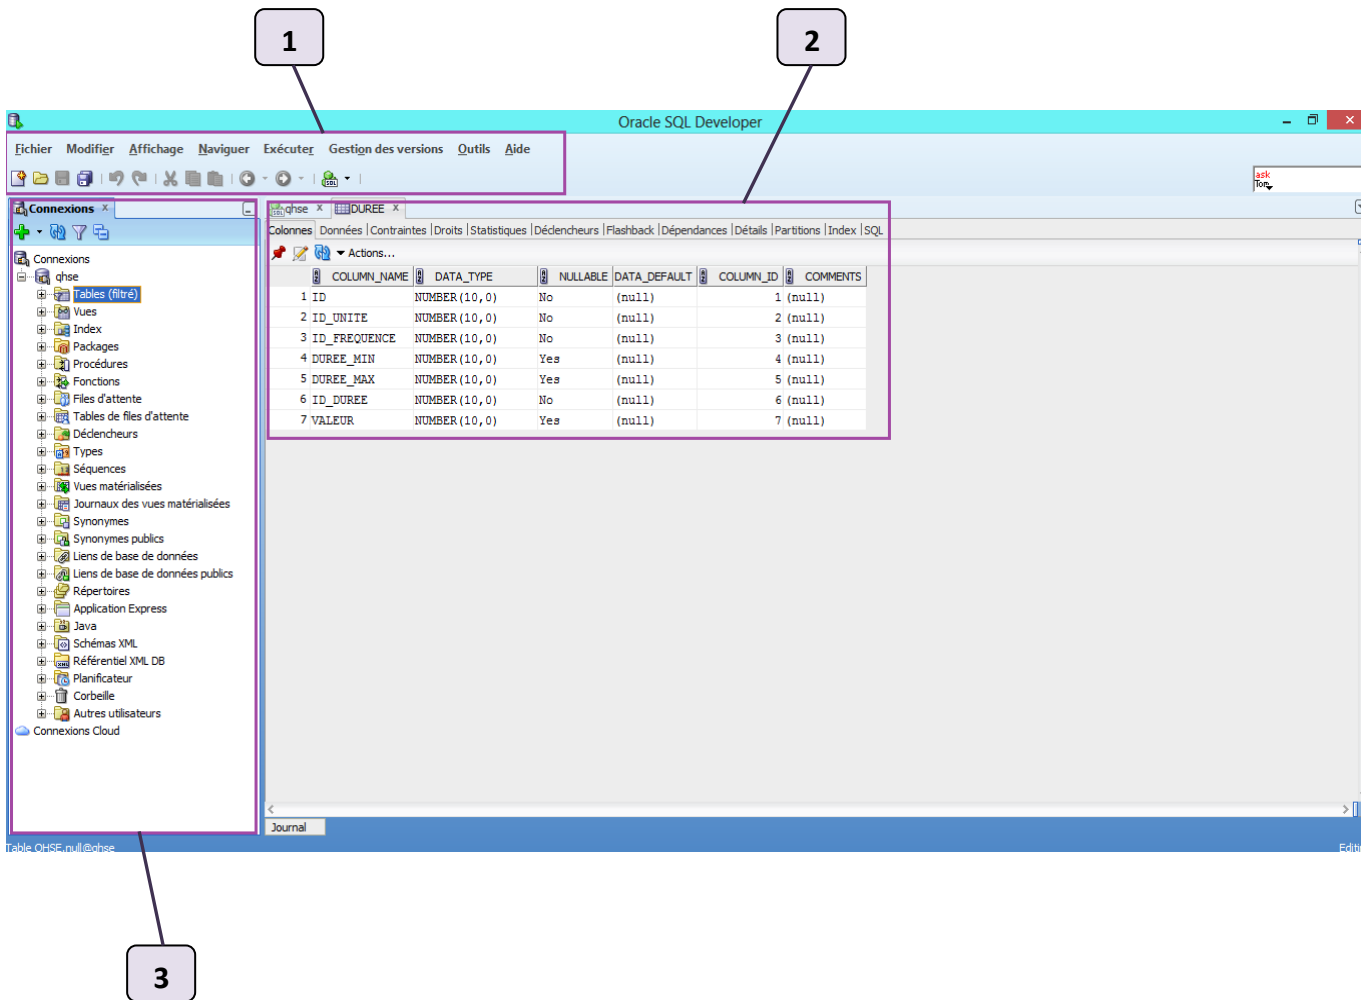 1
2
Oracle SQL Developer
Fichier Modifier Affichage Naviguer Exécuter Gestion des versions Outils Aide
ask
Tom
Connexions
qhse
DUREE
Colonnes Données Contraintes Droits Statistiques Déclencheurs Flashback Dépendances Détails Partitions Index SQL
Actions...
COLUMN_NAME DATA_TYPE NULLABLE DATA_DEFAULT COLUMN_ID COMMENTS
1 ID NUMBER(10,0) No (null) 1 (null)
2 ID_UNITE NUMBER(10,0) No (null) 2 (null)
3 ID_FREQUENCE NUMBER(10,0) No (null) 3 (null)
4 DUREE_MIN NUMBER(10,0) Yes (null) 4 (null)
5 DUREE_MAX NUMBER(10,0) Yes (null) 5 (null)
6 ID_DUREE NUMBER(10,0) No (null) 6 (null)
7 VALEUR NUMBER(10,0) Yes (null) 7 (null)
Connexions
qhse
Tables (filtré)
Vues
Index
Packages
Procédures
Fonctions
Files d'attente
Tables de files d'attente
Déclencheurs
Types
Séquences
Vues matérialisées
Journaux des vues matérialisées
Synonymes
Synonymes publics
Liens de base de données
Liens de base de données publics
Répertoires
Application Express
Java
Schémas XML
Référentiel XML DB
Planificateur
Corbeille
Autres utilisateurs
Connexions Cloud
Journal
Table QHSE.null@qhse
Editi
3